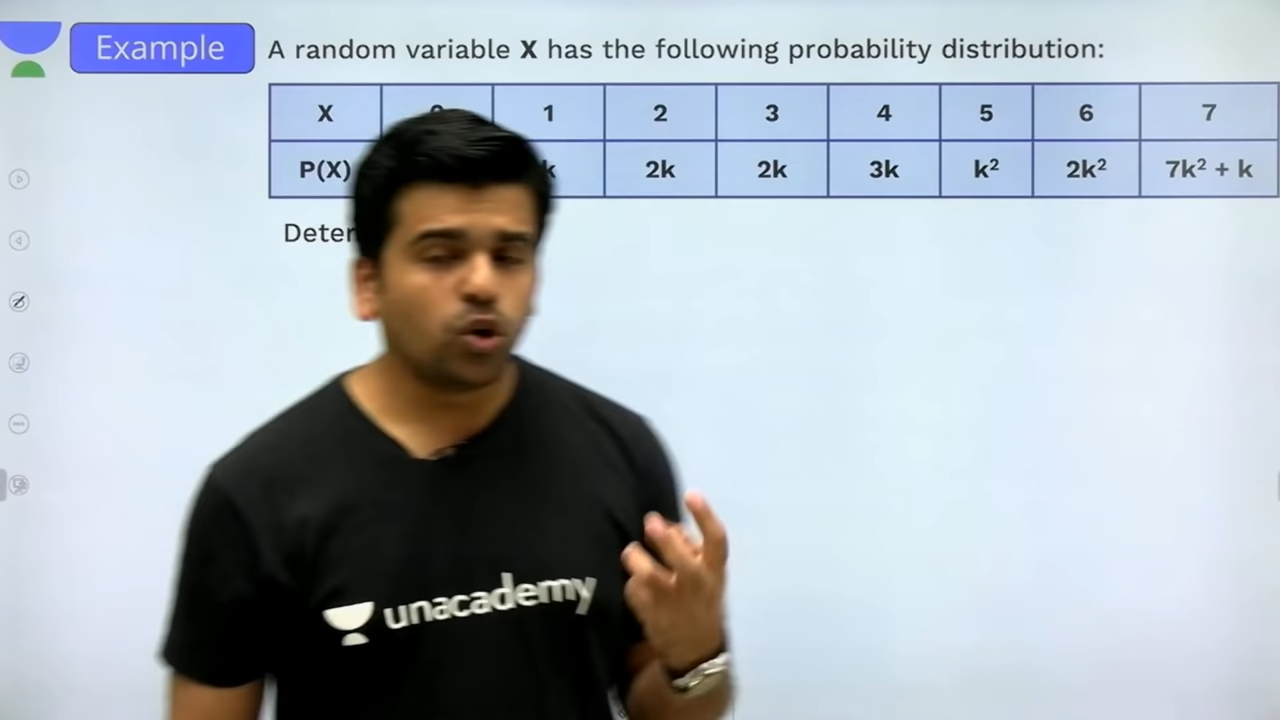 Example A random variable X has the following probability distribution:
X 1 2 3 4 5 6 7
P(X) k 2k 2k 3k k² 2k² 7k² + k
unacademy